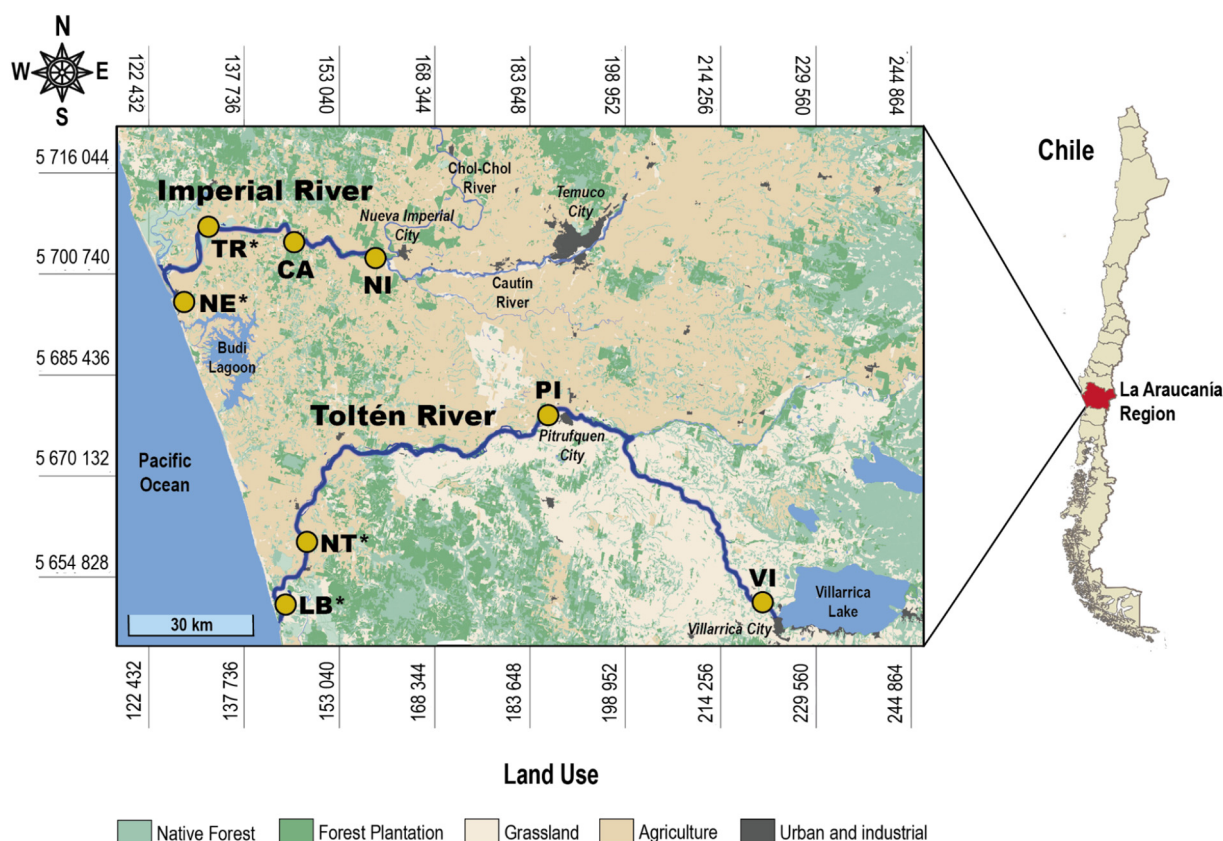 N
W E
S
122 432
137 736
153 040
168 344
183 648
198 952
214 256
229 560
244 864
5 716 044
5 700 740
5 685 436
5 670 132
5 654 828
Imperial River
TR*
CA
NI
NE*
Nueva Imperial
City
Chol-Chol
River
Temuco
City
Cautin
River
Budi
Lagoon
Toltén River
PI
Pitrufquen
City
Pacific
Ocean
NT*
LB*
VI
Villarrica
Lake
Villarrica City
30 km
122 432
137 736
153 040
168 344
183 648
198 952
214 256
229 560
244 864
Chile
La Araucanía
Region
Land Use
Native Forest
Forest Plantation
Grassland
Agriculture
Urban and industrial